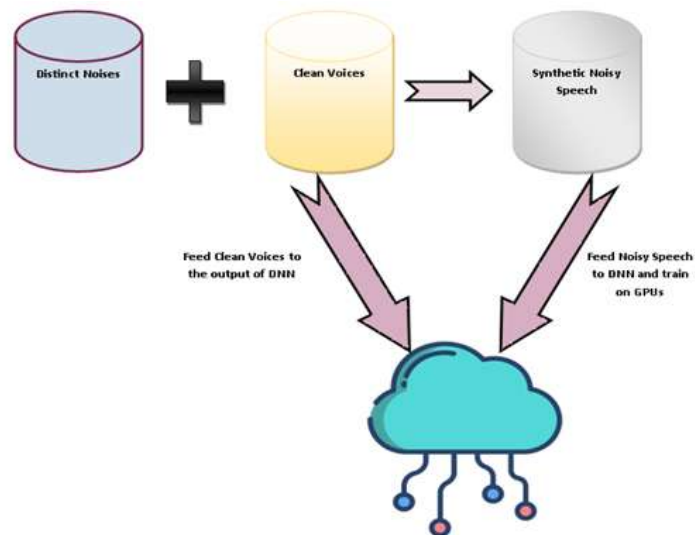 Distinct Noises
Clean Voices
Synthetic Noisy
Speech
Feed Clean Voices to
the output of DNN
Feed Noisy Speech
to DNN and train
on GPUs